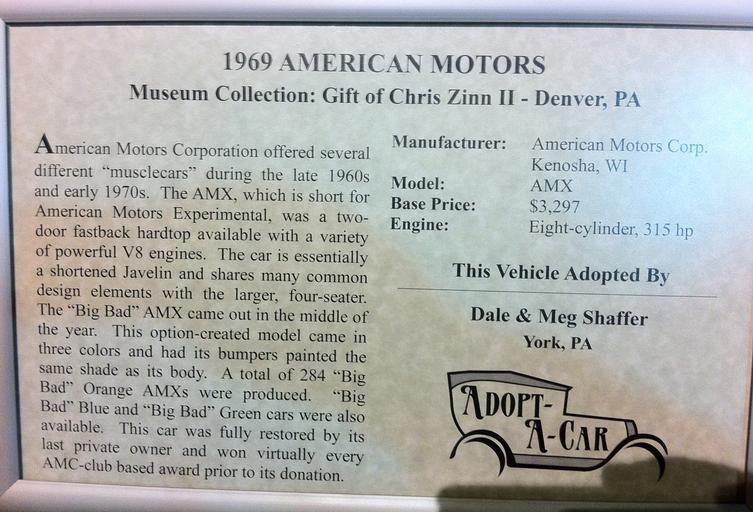 1969 AMERICAN MOTORS
Museum Collection: Gift of Chris Zinn II - Denver, PA
American Motors Corporation offered several
different "musclecars" during the late 1960s
and early 1970s. The AMX, which is short for
American Motors Experimental, was a two-
door fastback hardtop available with a variety
of powerful V8 engines. The car is essentially
a shortened Javelin and shares many common
design elements with the larger, four-seater.
The "Big Bad" AMX came out in the middle of
the year. This option-created model came in
three colors and had its bumpers painted the
same shade as its body. A total of 284 "Big
Bad" Orange AMXs were produced. "Big
Bad" Blue and "Big Bad" Green cars were also
available. This car was fully restored by its
last private owner and won virtually every
AMC-club based award prior to its donation.
Manufacturer: American Motors Corp.
Kenosha, WI
Model: AMX
Base Price: $3,297
Engine: Eight-cylinder, 315 hp
This Vehicle Adopted By
Dale & Meg Shaffer
York, PA
ADOPT-
A-CAR